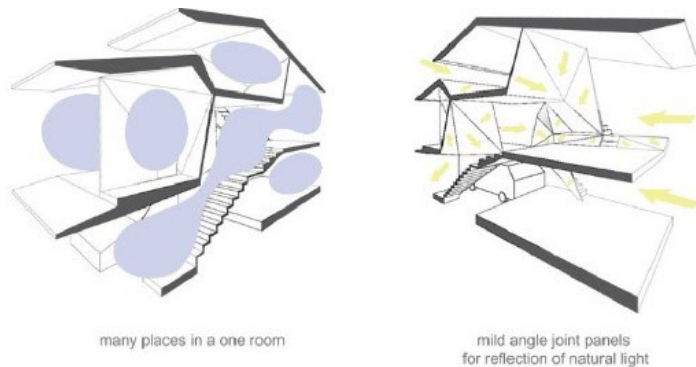 many places in a one room
mild angle joint panels
for reflection of natural light